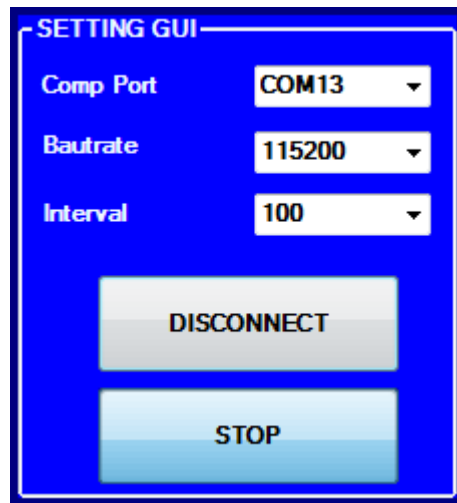 SETTING GUI
Comp Port COM13
Bautrate 115200
Interval 100
DISCONNECT
STOP